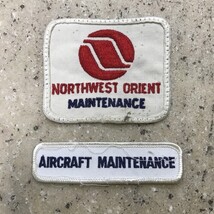 NORTHWEST ORIENT
MAINTENANCE
AIRCRAFT MAINTENANCE